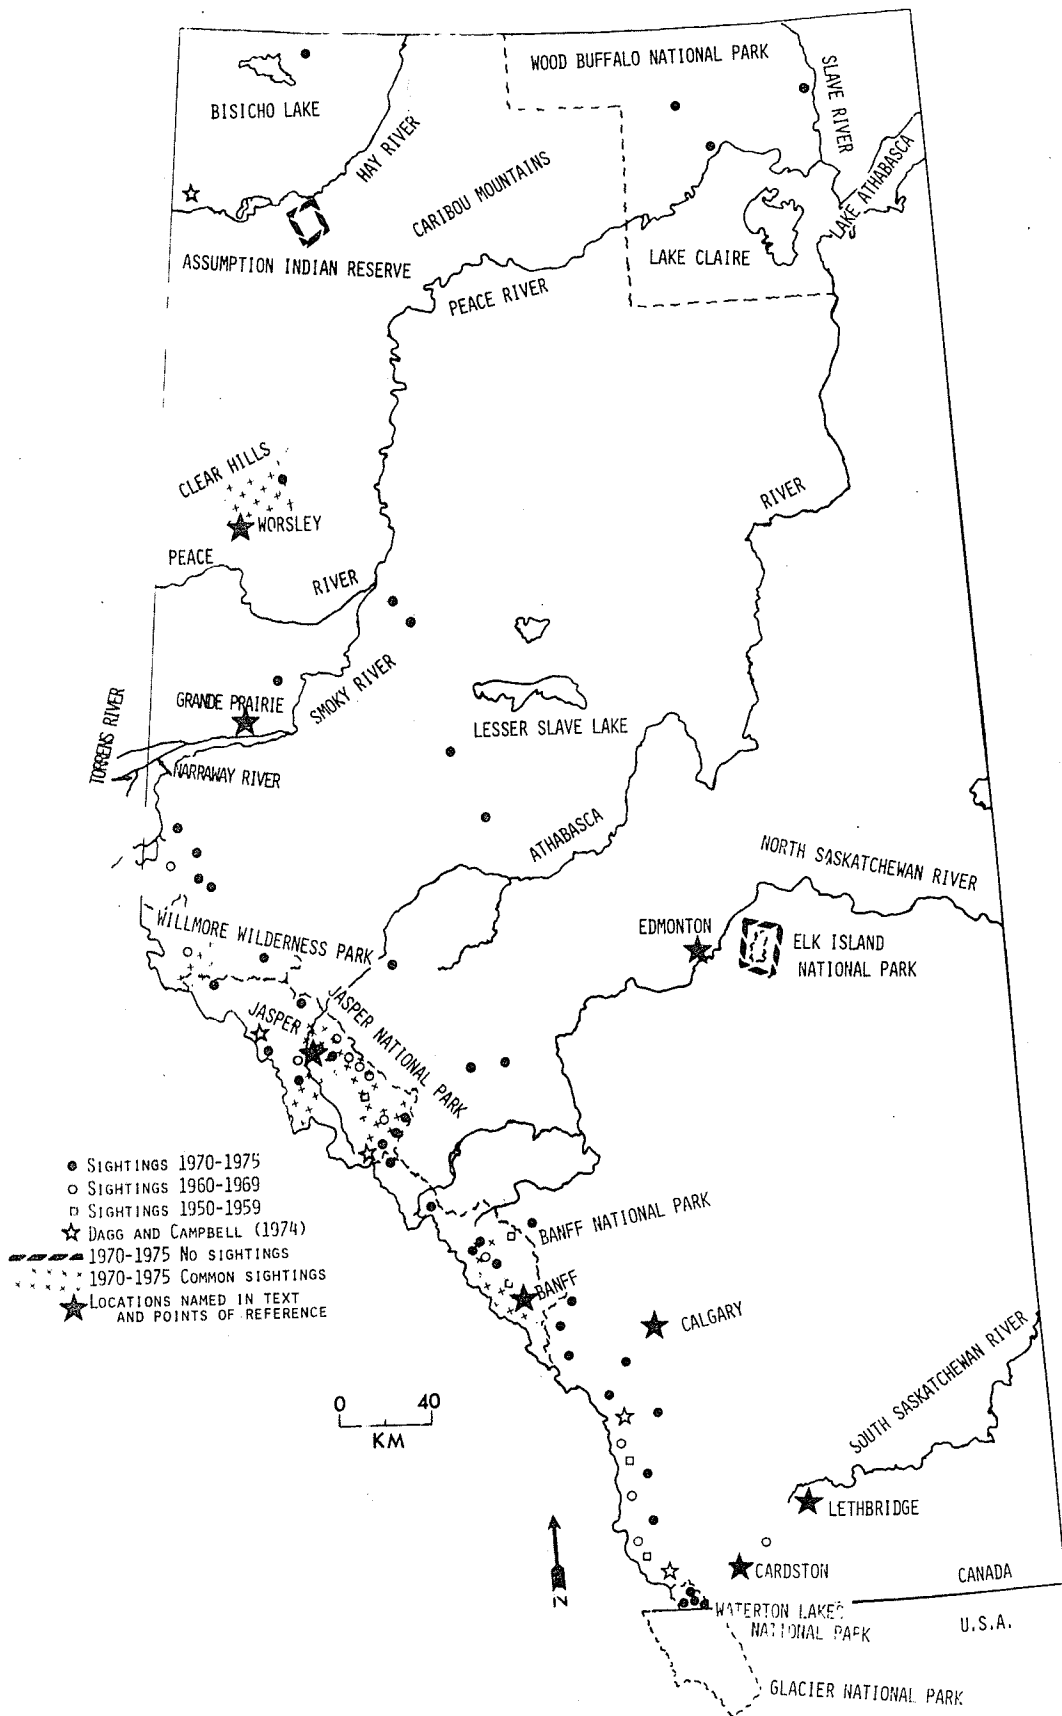 WOOD BUFFALO NATIONAL PARK
SLAVE RIVER
BISICHO LAKE
HAY RIVER
CARIBOU MOUNTAINS
LAKE ATHABASCA
LAKE CLAIRE
ASSUMPTION INDIAN RESERVE
PEACE RIVER
CLEAR HILLS
WORSLEY
RIVER
PEACE
RIVER
SMOKY RIVER
GRANDE PRAIRIE
TORRENS RIVER
LESSER SLAVE LAKE
NARRAWAY RIVER
ATHABASCA
NORTH SASKATCHEWAN RIVER
WILLMORE WILDERNESS PARK
EDMONTON
ELK ISLAND
NATIONAL PARK
JASPER
JASPER NATIONAL PARK
SIGHTINGS 1970-1975
SIGHTINGS 1960-1969
SIGHTINGS 1950-1959
DAGG AND CAMPBELL (1974)
1970-1975 NO SIGHTINGS
1970-1975 COMMON SIGHTINGS
LOCATIONS NAMED IN TEXT
AND POINTS OF REFERENCE
BANFF NATIONAL PARK
BANFF
CALGARY
0 40
KM
SOUTH SASKATCHEWAN RIVER
LETHBRIDGE
N
CARDSTON
CANADA
WATERTON LAKES
NATIONAL PARK
U.S.A.
GLACIER NATIONAL PARK